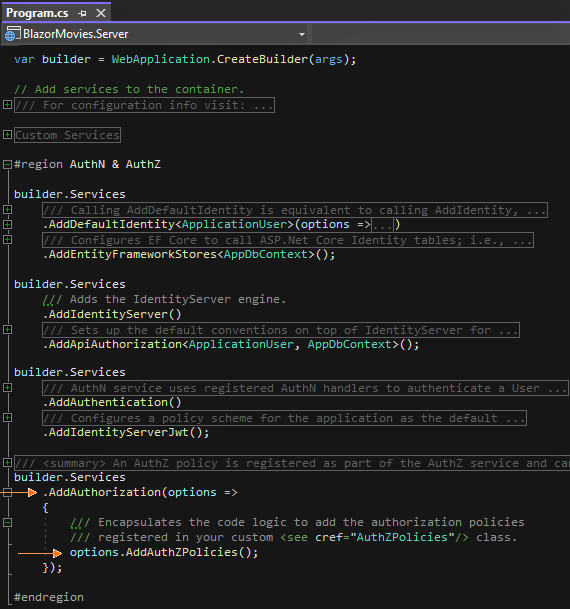 Program.cs
BlazorMovies.Server
var builder = WebApplication.CreateBuilder(args);
// Add services to the container.
/// For configuration info visit: ...
Custom Services
#region AuthN & AuthZ
builder.Services
/// Calling AddDefaultIdentity is equivalent to calling AddIdentity, ...
.AddDefaultIdentity<ApplicationUser>(options =>...)
/// Configures EF Core to call ASP.Net Core Identity tables; i.e., ...
.AddEntityFrameworkStores<AppDbContext>();
builder.Services
/// Adds the IdentityServer engine.
.AddIdentityServer()
/// Sets up the default conventions on top of IdentityServer for ...
.AddApiAuthorization<ApplicationUser, AppDbContext>();
builder.Services
/// AuthN service uses registered AuthN handlers to authenticate a User ...
.AddAuthentication()
/// Configures a policy scheme for the application as the default ...
.AddIdentityServerJwt();
/// <summary> An AuthZ policy is registered as part of the AuthZ service and
builder.Services
.AddAuthorization(options =>
{
/// Encapsulates the code logic to add the authorization policies
/// registered in your custom <see cref="AuthZPolicies"/> class.
options.AddAuthZPolicies();
});
#endregion